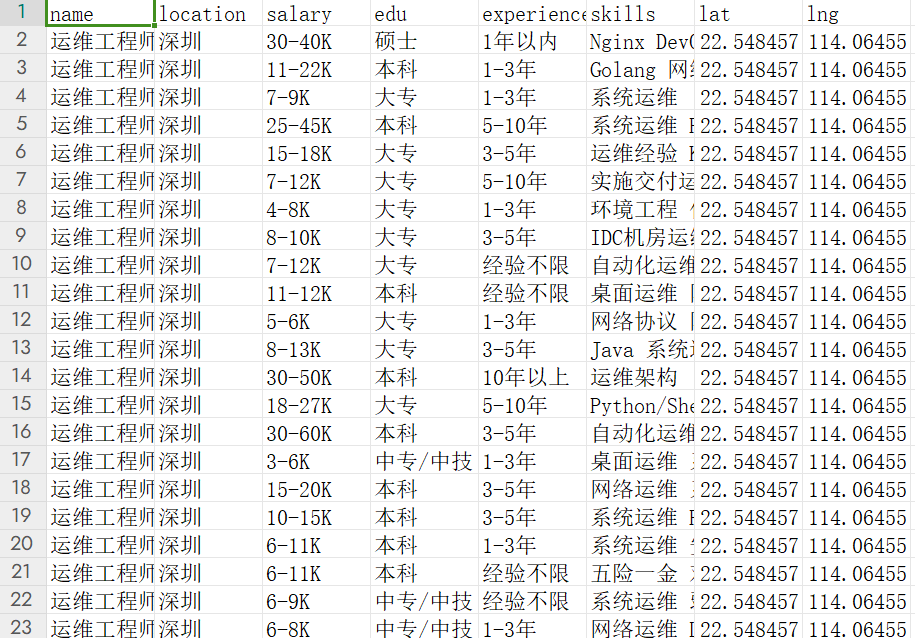 1 name location salary edu experience skills lat lng
2 运维工程师 深圳 30-40K 硕士 1年以内 Nginx Dev 22.548457 114.06455
3 运维工程师 深圳 11-22K 本科 1-3年 Golang 网络 22.548457 114.06455
4 运维工程师 深圳 7-9K 大专 1-3年 系统运维 22.548457 114.06455
5 运维工程师 深圳 25-45K 本科 5-10年 系统运维 22.548457 114.06455
6 运维工程师 深圳 15-18K 大专 3-5年 运维经验 22.548457 114.06455
7 运维工程师 深圳 7-12K 大专 5-10年 实施交付运 22.548457 114.06455
8 运维工程师 深圳 4-8K 大专 1-3年 环境工程 22.548457 114.06455
9 运维工程师 深圳 8-10K 大专 3-5年 IDC机房运维 22.548457 114.06455
10 运维工程师 深圳 7-12K 大专 经验不限 自动化运维 22.548457 114.06455
11 运维工程师 深圳 11-12K 本科 经验不限 桌面运维 22.548457 114.06455
12 运维工程师 深圳 5-6K 大专 1-3年 网络协议 22.548457 114.06455
13 运维工程师 深圳 8-13K 大专 3-5年 Java 系统 22.548457 114.06455
14 运维工程师 深圳 30-50K 本科 10年以上 运维架构 22.548457 114.06455
15 运维工程师 深圳 18-27K 大专 5-10年 Python/She 22.548457 114.06455
16 运维工程师 深圳 30-60K 本科 3-5年 自动化运维 22.548457 114.06455
17 运维工程师 深圳 3-6K 中专/中技 1-3年 桌面运维 22.548457 114.06455
18 运维工程师 深圳 15-20K 本科 3-5年 网络运维 22.548457 114.06455
19 运维工程师 深圳 10-15K 本科 3-5年 系统运维 22.548457 114.06455
20 运维工程师 深圳 6-11K 本科 1-3年 系统运维 22.548457 114.06455
21 运维工程师 深圳 6-11K 本科 经验不限 五险一金 22.548457 114.06455
22 运维工程师 深圳 6-9K 中专/中技 经验不限 系统运维 22.548457 114.06455
23 运维工程师 深圳 6-8K 中专/中技 1-3年 网络运维 22.548457 114.06455